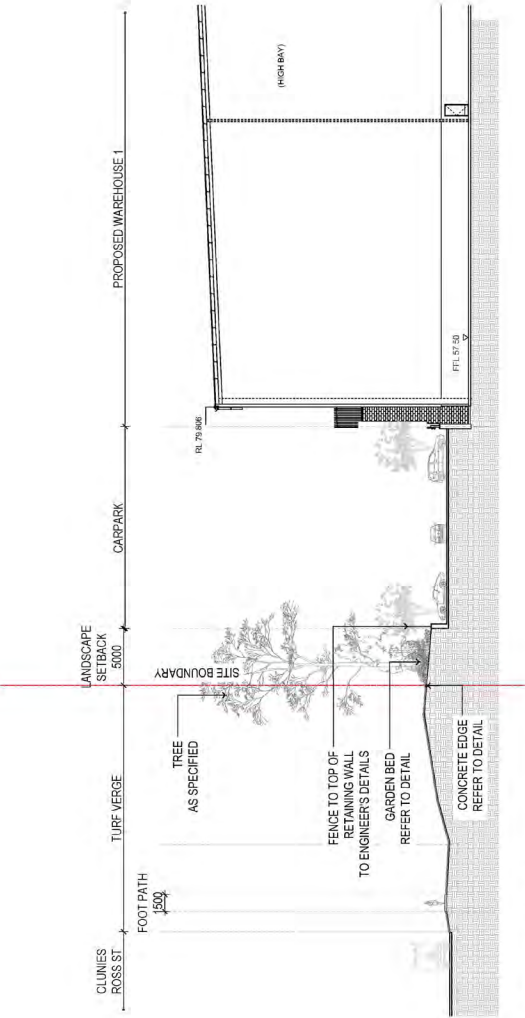 CLUNIES
ROSS ST
FOOT PATH
1500
TURF VERGE
LANDSCAPE
SETBACK
5000
CARPARK
PROPOSED WAREHOUSE 1
SITE BOUNDARY
TREE
AS SPECIFIED
FENCE TO TOP OF
RETAINING WALL
TO ENGINEER'S DETAILS
GARDEN BED
REFER TO DETAIL
CONCRETE EDGE
REFER TO DETAIL
RL 79.806
(HIGH BAY)
FFL 57.50